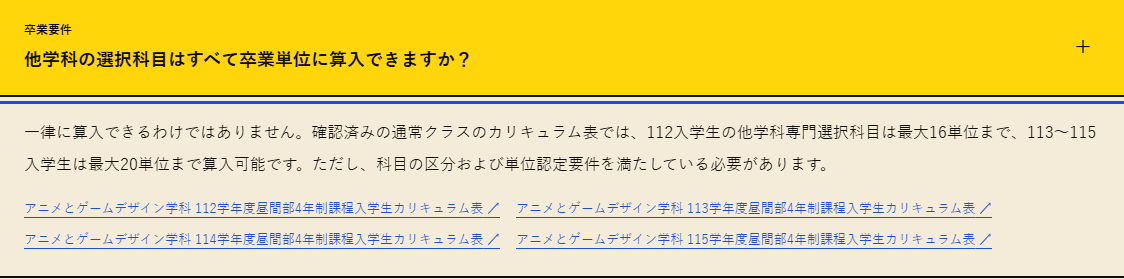 卒業要件
他学科の選択科目はすべて卒業単位に算入できますか？
＋
一律に算入できるわけではありません。確認済みの通常クラスのカリキュラム表では、112入学生の他学科専門選択科目は最大16単位まで、113〜115
入学生は最大20単位まで算入可能です。ただし、科目の区分および単位認定要件を満たしている必要があります。
アニメとゲームデザイン学科 112学年度昼間部4年制課程入学生カリキュラム表 ↗ アニメとゲームデザイン学科 113学年度昼間部4年制課程入学生カリキュラム表 ↗
アニメとゲームデザイン学科 114学年度昼間部4年制課程入学生カリキュラム表 ↗ アニメとゲームデザイン学科 115学年度昼間部4年制課程入学生カリキュラム表 ↗